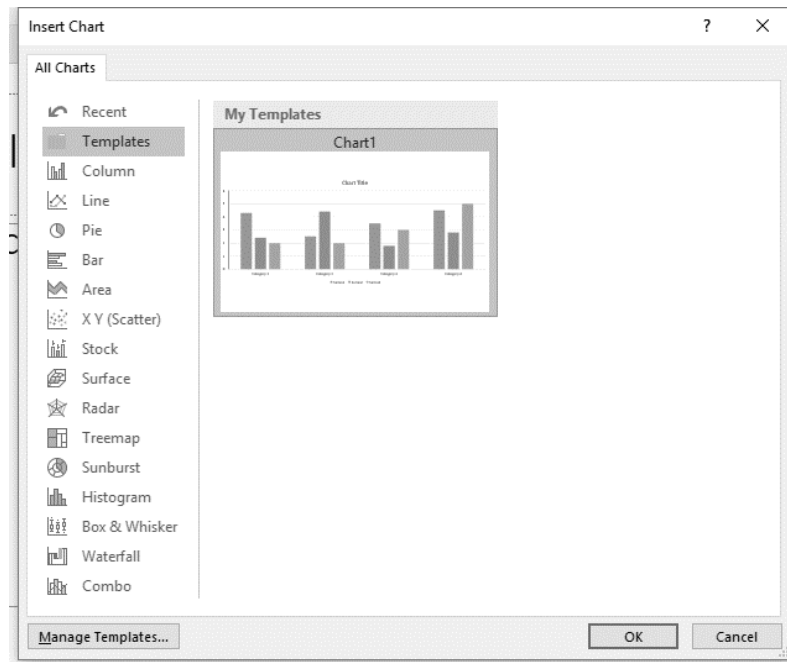 Insert Chart
?
All Charts
Recent
Templates
Column
Line
Pie
Bar
Area
X Y (Scatter)
Stock
Surface
Radar
Treemap
Sunburst
Histogram
Box & Whisker
Waterfall
Combo
My Templates
Chart1
Chart Title
Manage Templates...
OK
Cancel